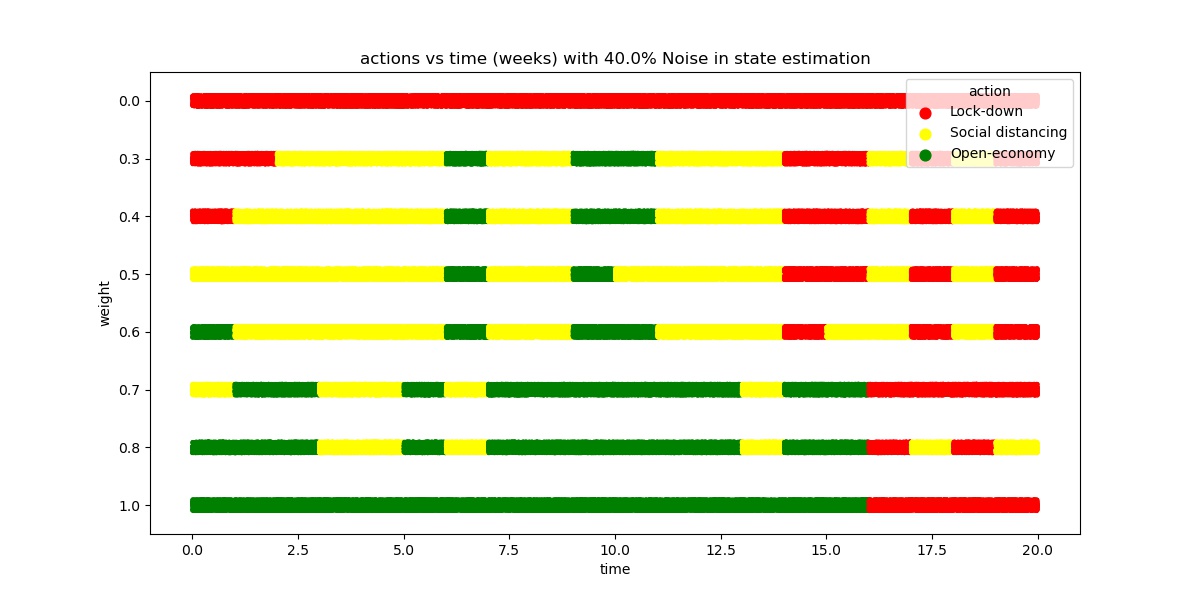 actions vs time (weeks) with 40.0% Noise in state estimation
action
Lock-down
Social distancing
Open-economy
weight
0.0
0.3
0.4
0.5
0.6
0.7
0.8
1.0
0.0 2.5 5.0 7.5 10.0 12.5 15.0 17.5 20.0
time